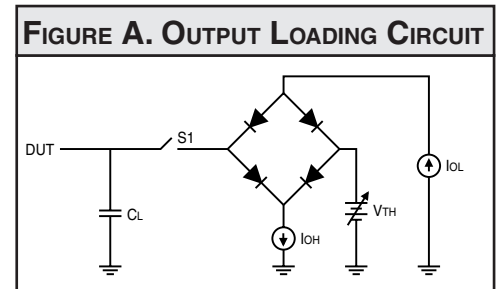 FIGURE A. OUTPUT LOADING CIRCUIT
DUT
S1
IOL
CL
VTH
IOH